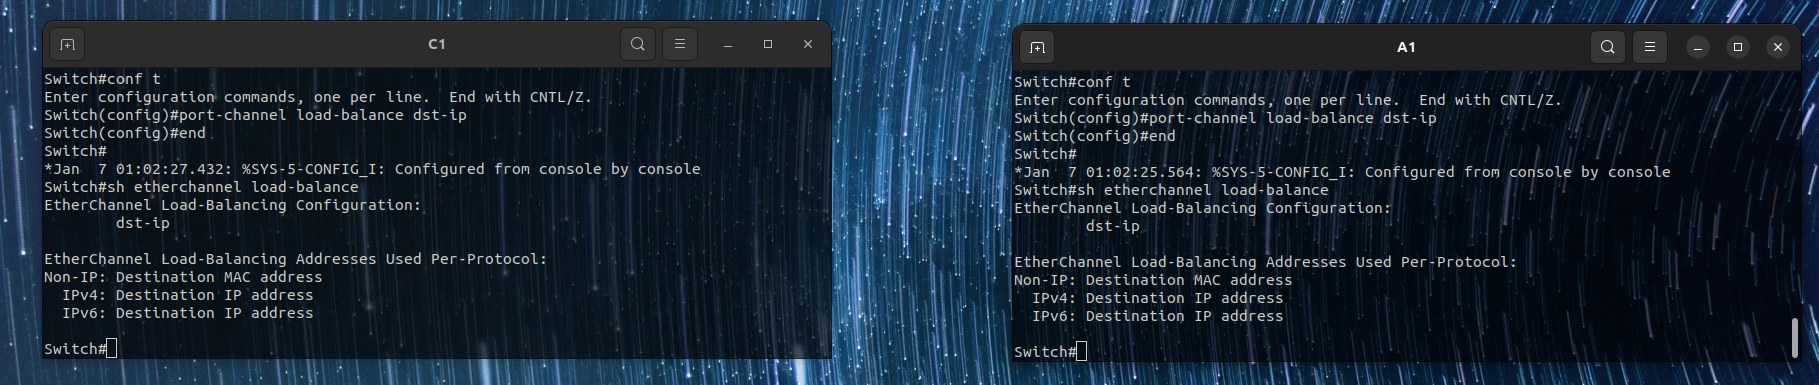 C1
Switch#conf t
Enter configuration commands, one per line.  End with CNTL/Z.
Switch(config)#port-channel load-balance dst-ip
Switch(config)#end
Switch#
*Jan  7 01:02:27.432: %SYS-5-CONFIG_I: Configured from console by console
Switch#sh etherchannel load-balance
EtherChannel Load-Balancing Configuration:
        dst-ip

EtherChannel Load-Balancing Addresses Used Per-Protocol:
Non-IP: Destination MAC address
  IPv4: Destination IP address
  IPv6: Destination IP address

Switch#
A1
Switch#conf t
Enter configuration commands, one per line.  End with CNTL/Z.
Switch(config)#port-channel load-balance dst-ip
Switch(config)#end
Switch#
*Jan  7 01:02:25.564: %SYS-5-CONFIG_I: Configured from console by console
Switch#sh etherchannel load-balance
EtherChannel Load-Balancing Configuration:
        dst-ip

EtherChannel Load-Balancing Addresses Used Per-Protocol:
Non-IP: Destination MAC address
  IPv4: Destination IP address
  IPv6: Destination IP address

Switch#